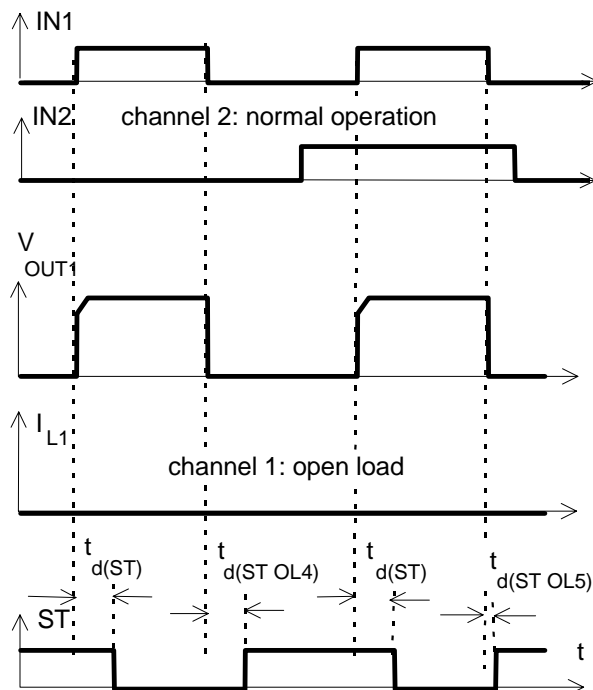 IN1
IN2
channel 2: normal operation
V
OUT1
I
L1
channel 1: open load
t
d(ST)
t
d(ST OL4)
t
d(ST)
t
d(ST OL5)
ST
t